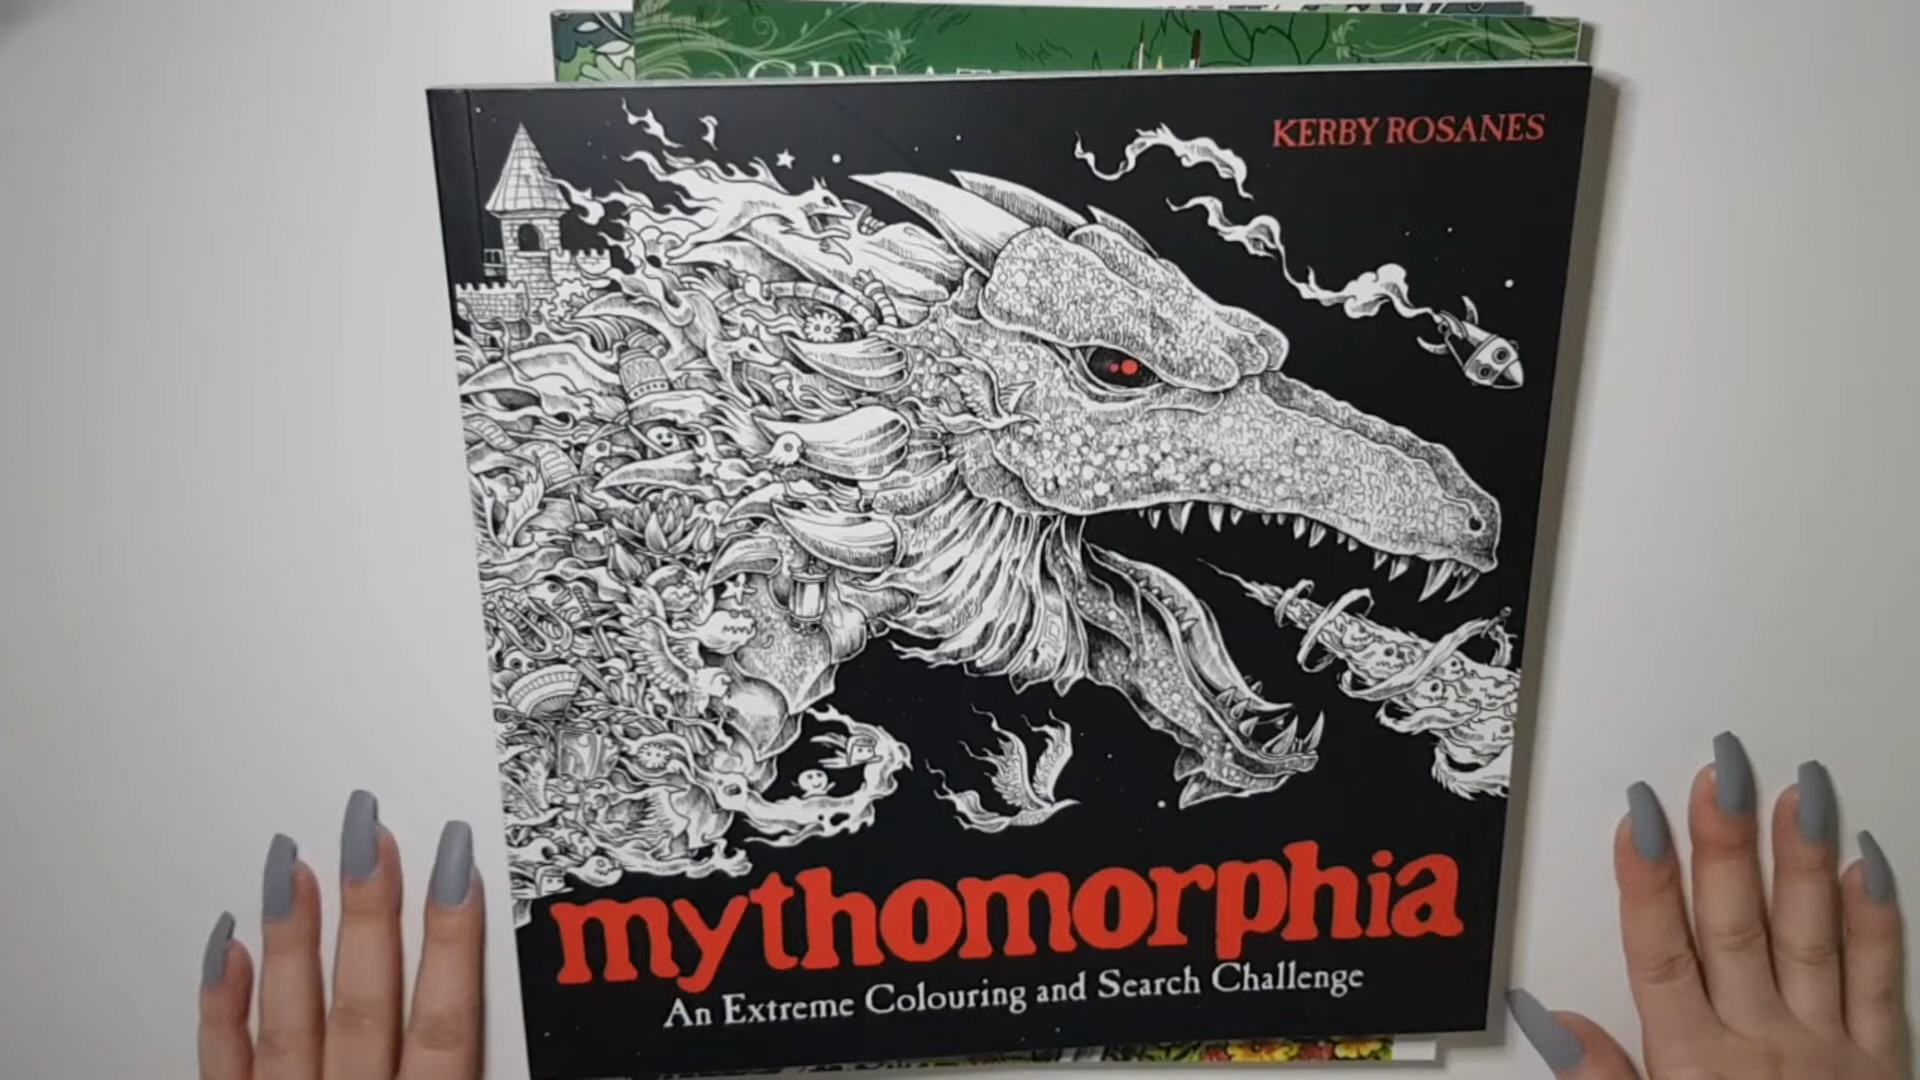 KERBY ROSANES
mythomorphia
An Extreme Colouring and Search Challenge